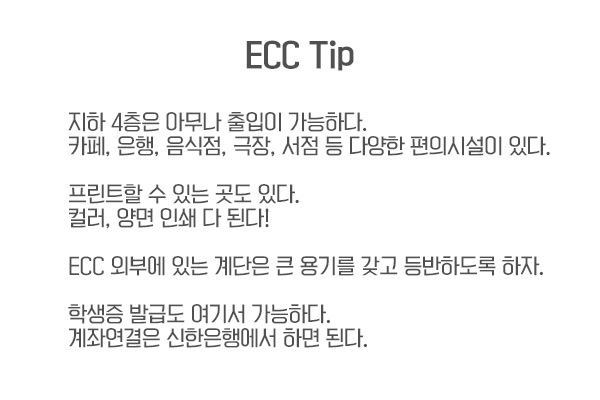 ECC Tip
지하 4층은 아무나 출입이 가능하다.
카페, 은행, 음식점, 극장, 서점 등 다양한 편의시설이 있다.
프린트할 수 있는 곳도 있다.
컬러, 양면 인쇄 다 된다!
ECC 외부에 있는 계단은 큰 용기를 갖고 등반하도록 하자.
학생증 발급도 여기서 가능하다.
계좌연결은 신한은행에서 하면 된다.